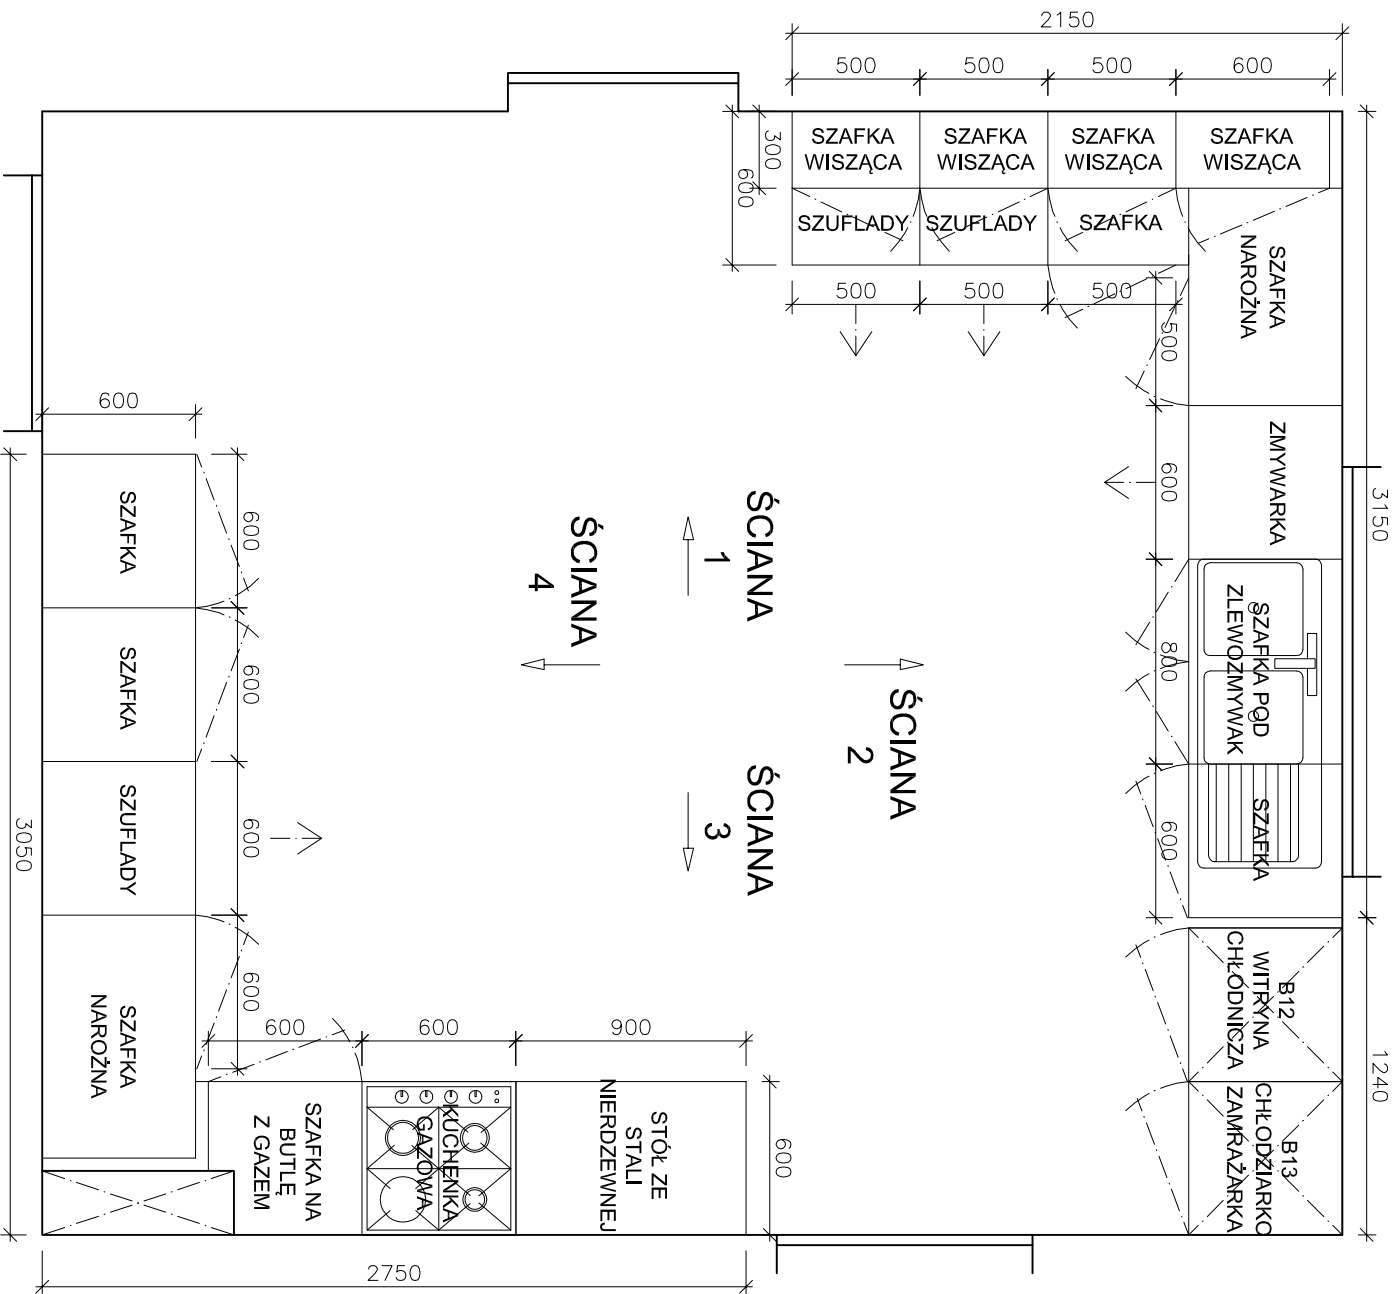 2150
500
500
500
600
SZAFKA
WISZĄCA
SZAFKA
WISZĄCA
SZAFKA
WISZĄCA
SZAFKA
WISZĄCA
300
600
SZUFLADY
SZUFLADY
SZAFKA
500
500
500
SZAFKA
NAROŻNA
500
ZMYWARKA
600
3150
SZAFKA POD
ZLEWOZMYWAK
800
SZAFKA
600
B12
WITRYNA
CHŁODNICZA
B13
CHŁODZIARKO
ZAMRAŻARKA
1240
ŚCIANA
1
ŚCIANA
2
ŚCIANA
3
ŚCIANA
4
600
SZAFKA
600
SZAFKA
600
SZUFLADY
600
SZAFKA
NAROŻNA
600
3050
600
600
900
SZAFKA NA
BUTLĘ
Z GAZEM
KUCHENKA
GAZOWA
STÓŁ ZE
STALI
NIERDZEWNEJ
600
2750